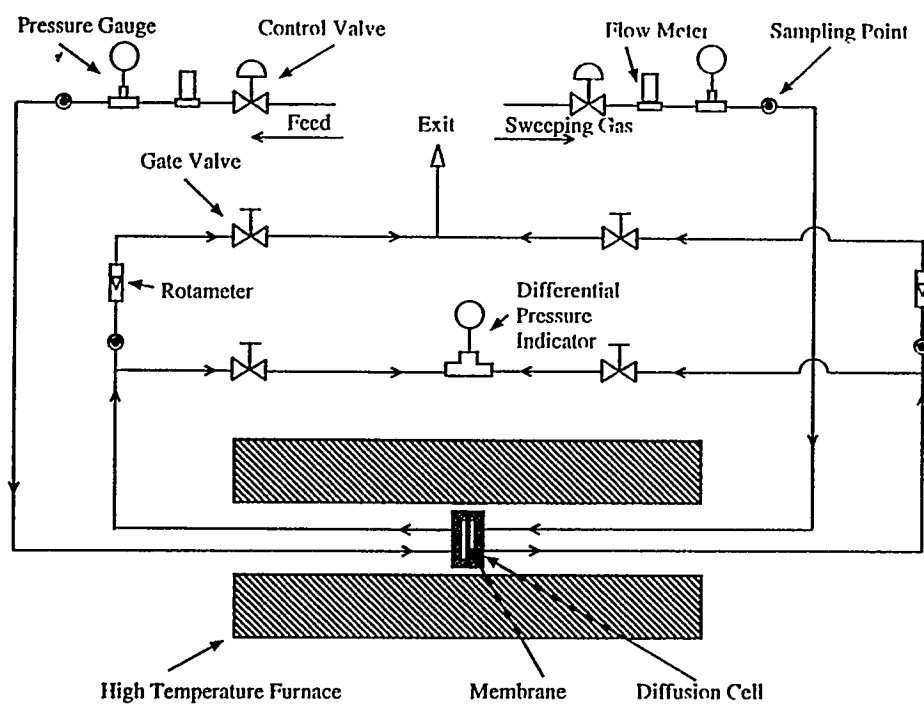 Pressure Gauge
Control Valve
Flow Meter
Sampling Point
Feed
Exit
Sweeping Gas
Gate Valve
Rotameter
Differential
Pressure
Indicator
High Temperature Furnace
Membrane
Diffusion Cell